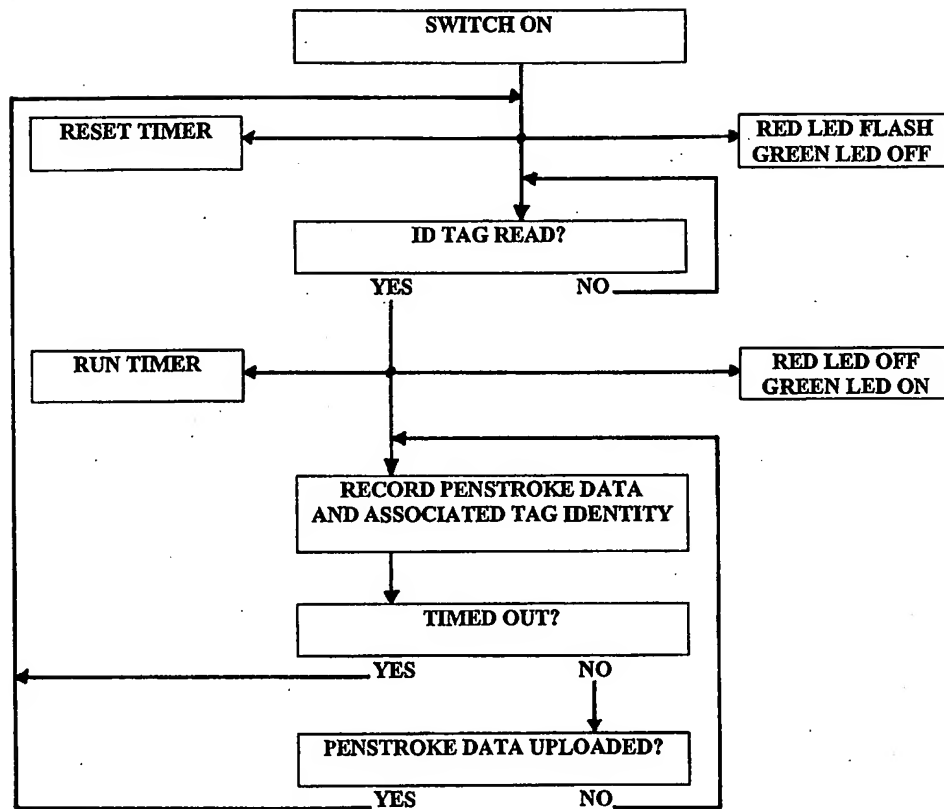 SWITCH ON
RESET TIMER
RED LED FLASH
GREEN LED OFF
ID TAG READ?
YES NO
RUN TIMER
RED LED OFF
GREEN LED ON
RECORD PENSTROKE DATA
AND ASSOCIATED TAG IDENTITY
TIMED OUT?
YES NO
PENSTROKE DATA UPLOADED?
YES NO